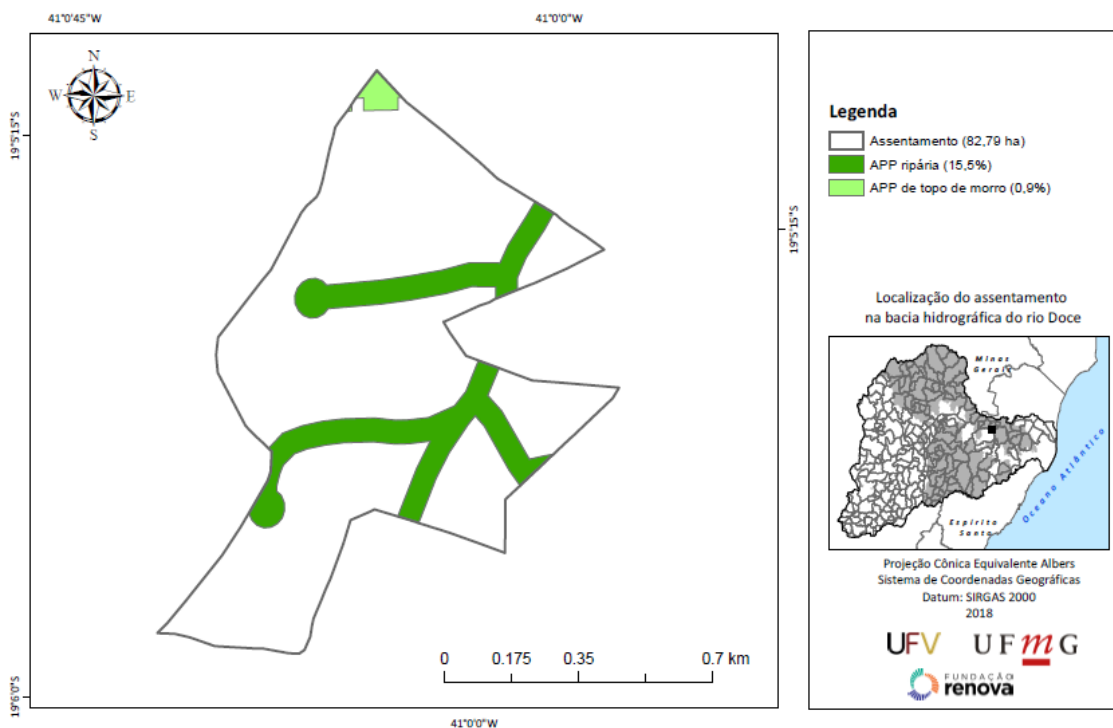 41°0'45"W
41°0'0"W
N
W
E
S
19°5'15"S
19°5'15"S
19°6'0"S
41°0'0"W
0
0.175
0.35
0.7 km
Legenda
Assentamento (82,79 ha)
APP ripária (15,5%)
APP de topo de morro (0,9%)
Localização do assentamento
na bacia hidrográfica do rio Doce
Minas
Gerais
Oceano Atlântico
Espírito
Santo
Projeção Cônica Equivalente Albers
Sistema de Coordenadas Geográficas
Datum: SIRGAS 2000
2018
UFV
UFmG
FUNDAÇÃO
renova